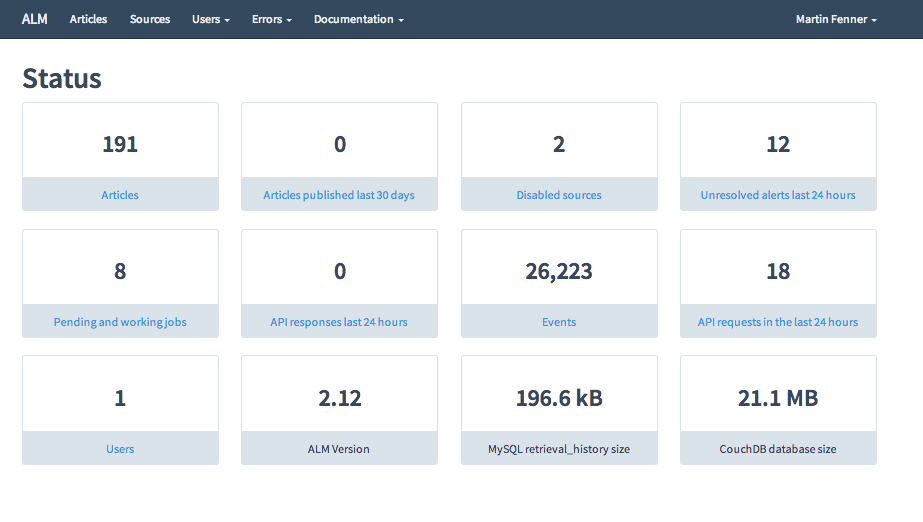 ALM Articles Sources Users Errors Documentation Martin Fenner
Status
191 0 2 12
Articles Articles published last 30 days Disabled sources Unresolved alerts last 24 hours
8 0 26,223 18
Pending and working jobs API responses last 24 hours Events API requests in the last 24 hours
1 2.12 196.6 kB 21.1 MB
Users ALM Version MySQL retrieval_history size CouchDB database size